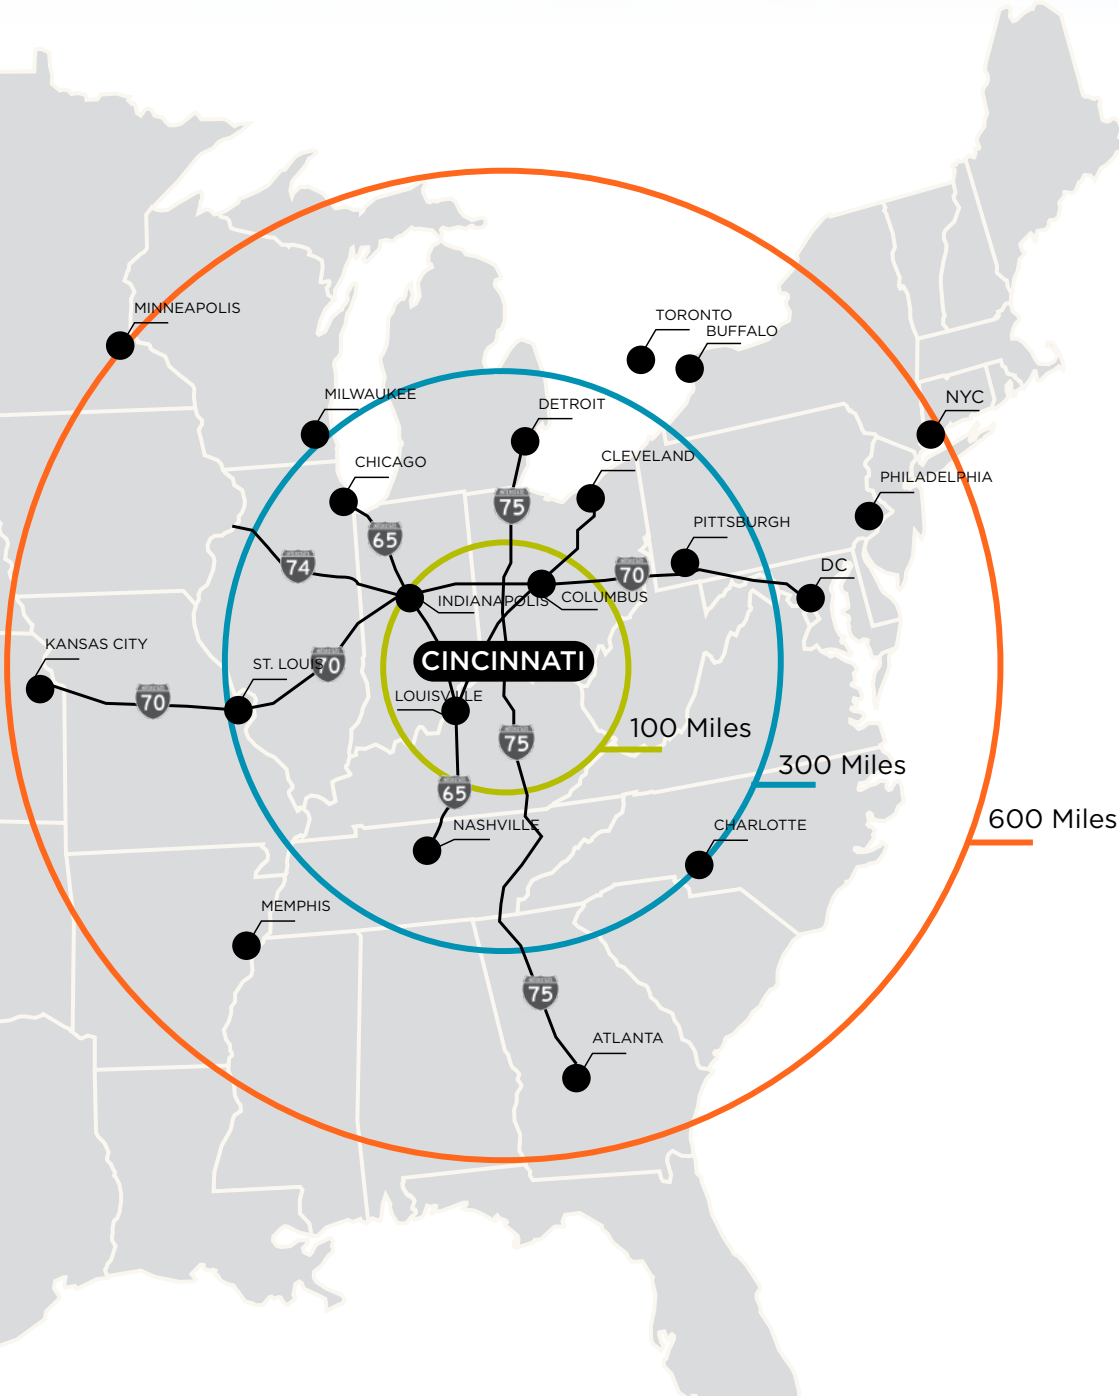 MINNEAPOLIS
TORONTO
BUFFALO
MILWAUKEE
NYC
DETROIT
CLEVELAND
CHICAGO
PHILADELPHIA
75
PITTSBURGH
65
DC
74
70
INDIANAPOLIS
COLUMBUS
KANSAS CITY
ST. LOUIS
70
CINCINNATI
70
LOUISVILLE
100 Miles
75
300 Miles
65
600 Miles
NASHVILLE
CHARLOTTE
MEMPHIS
75
ATLANTA